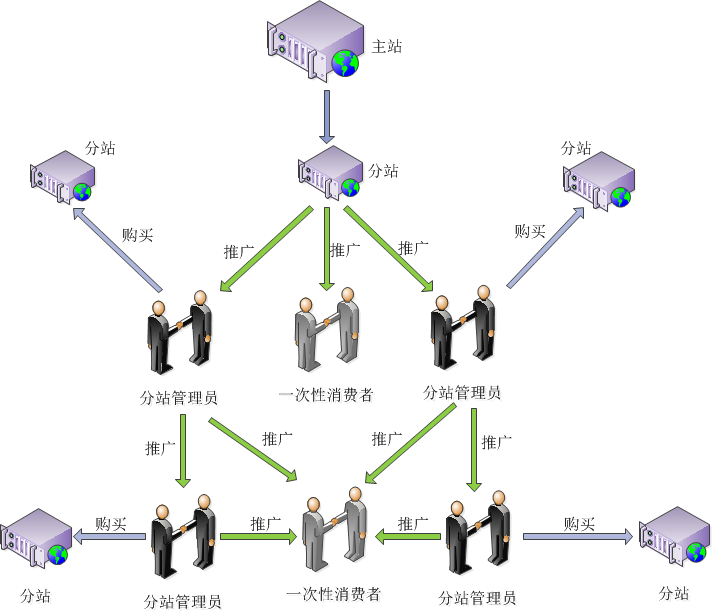 主站
分站
分站
分站
购买
推广
推广
推广
购买
分站管理员
一次性消费者
分站管理员
推广
推广
推广
推广
购买
推广
推广
购买
分站
分站管理员
一次性消费者
分站管理员
分站